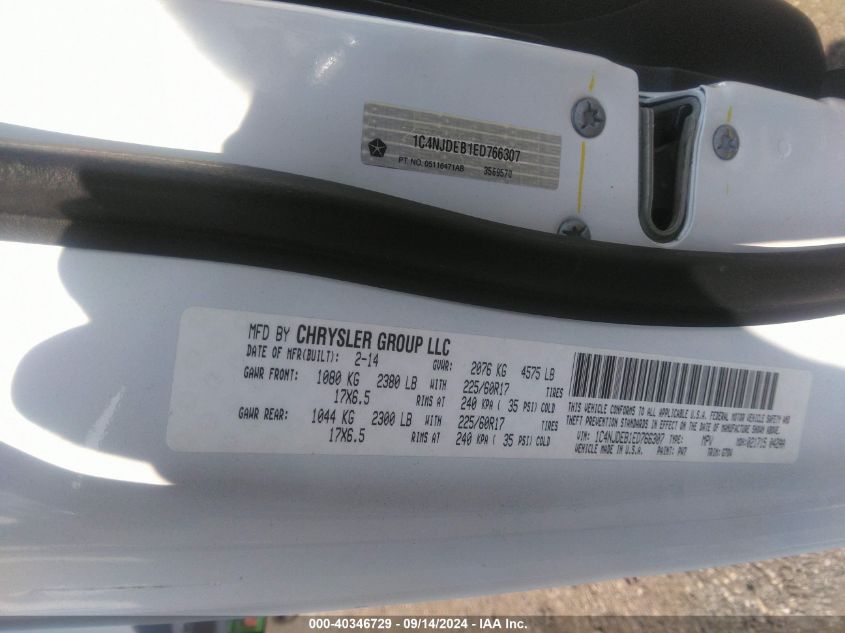 1C4NJDEB1ED766307
PT. NO. 05116471AB 3569570
MFD BY CHRYSLER GROUP LLC
DATE OF MFR(BUILT): 2-14 GVWR: 2076 KG 4575 LB
GAWR FRONT: 1080 KG 2380 LB WITH 225/60R17 TIRES
17X6.5 RIMS AT 240 KPA ( 35 PSI) COLD
GAWR REAR: 1044 KG 2300 LB WITH 225/60R17 TIRES
17X6.5 RIMS AT 240 KPA ( 35 PSI) COLD
THIS VEHICLE CONFORMS TO ALL APPLICABLE U.S.A. FEDERAL MOTOR VEHICLE SAFETY AND
THEFT PREVENTION STANDARDS IN EFFECT ON THE DATE OF MANUFACTURE SHOWN ABOVE.
VIN: 1C4NJDEB1ED766307 TYPE: MPV MDH: 021715
VEHICLE MADE IN U.S.A. PAINT: PW7 TRIM:
000-40346729 - 09/14/2024 - IAA Inc.